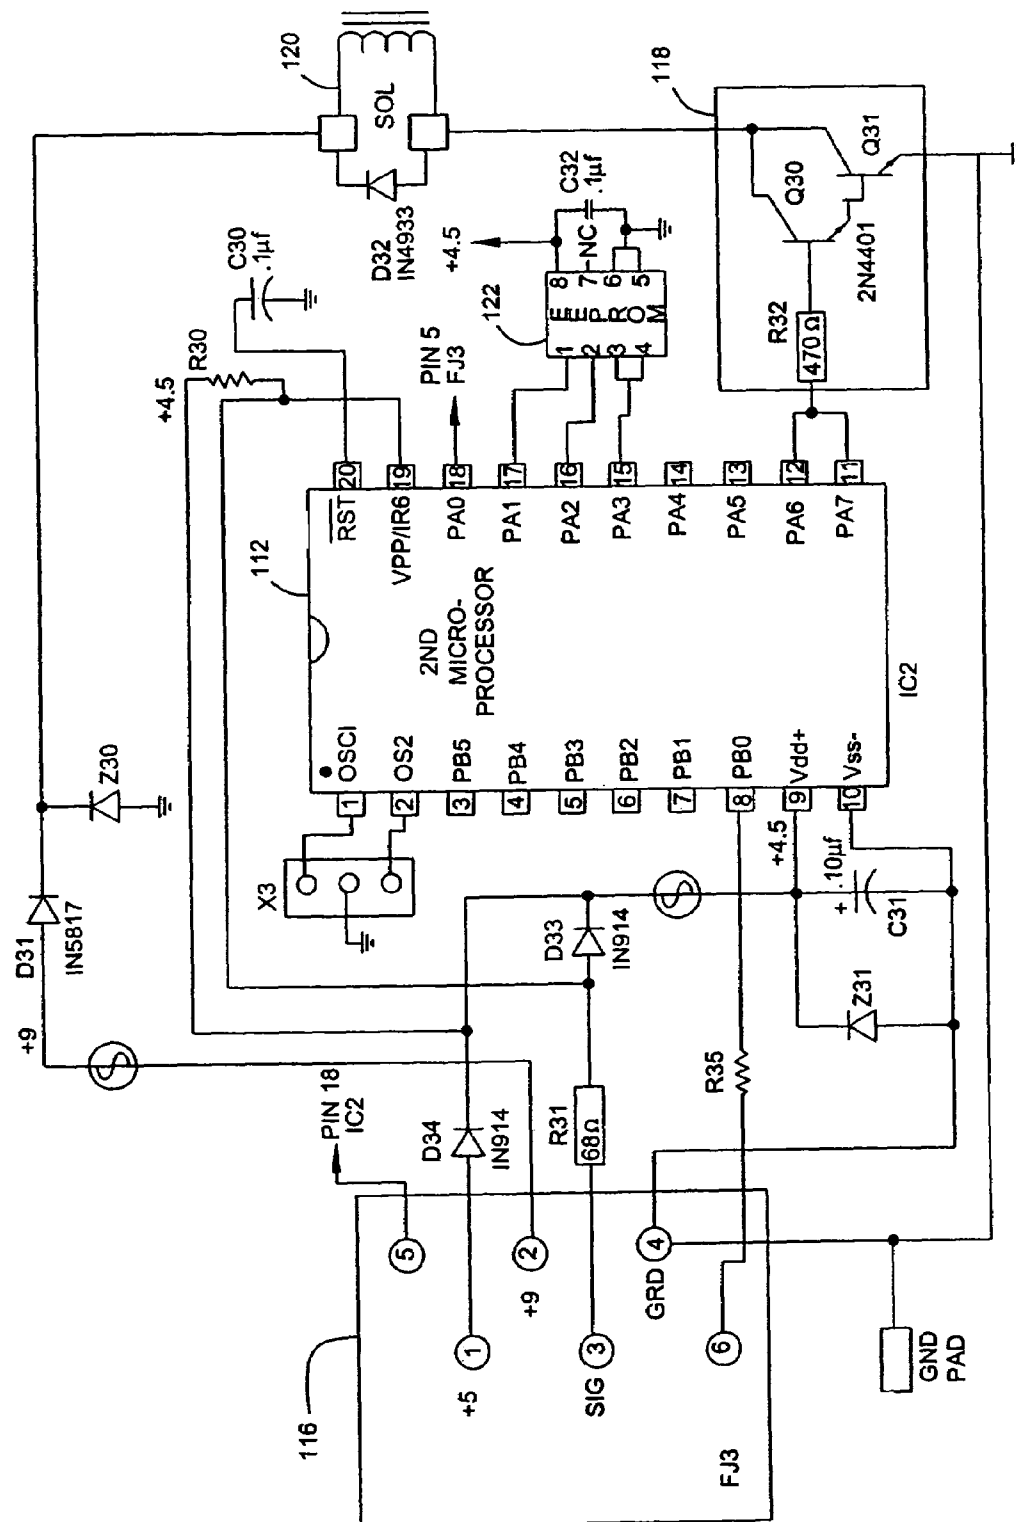 116
FJ3
+5
1
+9
2
SIG
3
GRD
4
5
6
GND
PAD
PIN 18
IC2
D34
IN914
R31
68Ω
R35
+9
D31
IN5817
Z30
X3
D33
IN914
+4.5
+
.10µf
C31
Z31
112
2ND
MICRO-
PROCESSOR
IC2
1
OSCI
2
OS2
3
PB5
4
PB4
5
PB3
6
PB2
7
PB1
8
PB0
9
Vdd+
10
Vss-
RST
20
VPP/IR6
19
PA0
18
PA1
17
PA2
16
PA3
15
PA4
14
PA5
13
PA6
12
PA7
11
+4.5
R30
C30
.1µf
PIN 5
FJ3
122
EEPROM
1
2
3
4
8
7
6
5
NC
+4.5
C32
.1µf
D32
IN4933
SOL
120
118
R32
470Ω
Q30
Q31
2N4401